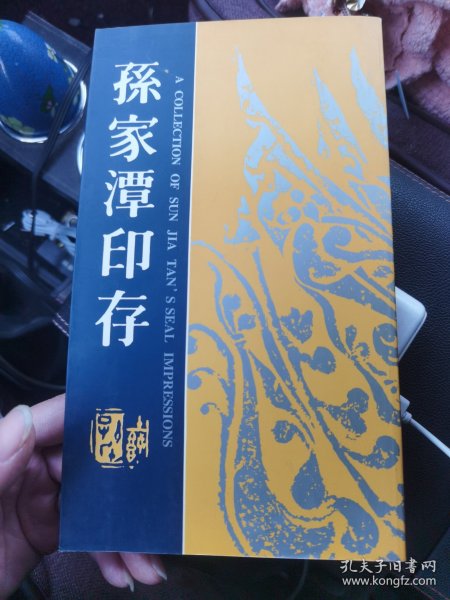 孫家潭印存
A COLLECTION OF SUN JIA TAN'S SEAL IMPRESSIONS
孔夫子旧书网
www.kongfz.com